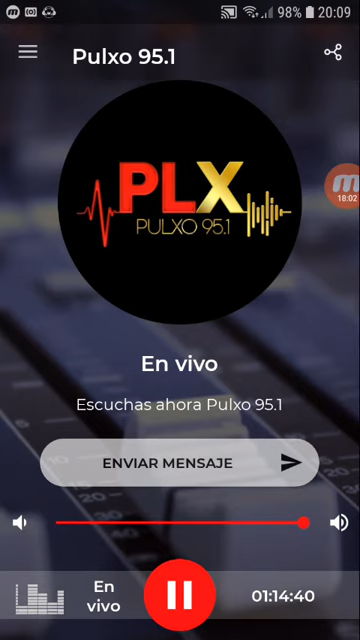 98% 20:09
Pulxo 95.1
PLX
PULXO 95.1
18:02
En vivo
Escuchas ahora Pulxo 95.1
ENVIAR MENSAJE
En
vivo
01:14:40